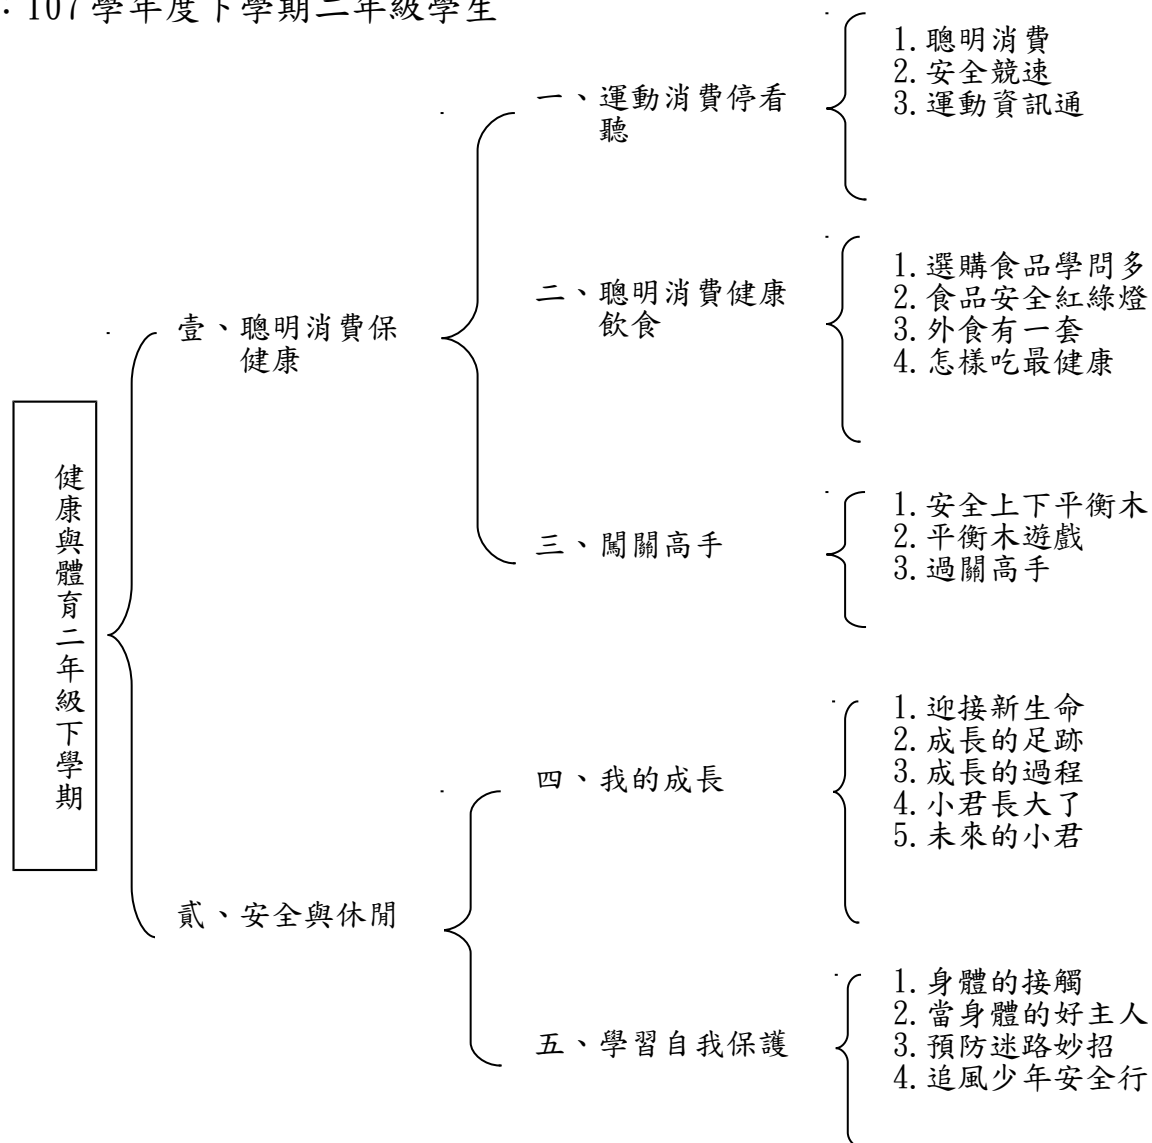 ：107學年度下學期二年級學生
健康與體育二年級下學期
壹、聰明消費保
健康
一、運動消費停看
聽
1.聰明消費
2.安全競速
3.運動資訊通
二、聰明消費健康
飲食
1.選購食品學問多
2.食品安全紅綠燈
3.外食有一套
4.怎樣吃最健康
三、闖關高手
1.安全上下平衡木
2.平衡木遊戲
3.過關高手
貳、安全與休閒
四、我的成長
1.迎接新生命
2.成長的足跡
3.成長的過程
4.小君長大了
5.未來的小君
五、學習自我保護
1.身體的接觸
2.當身體的好主人
3.預防迷路妙招
4.追風少年安全行